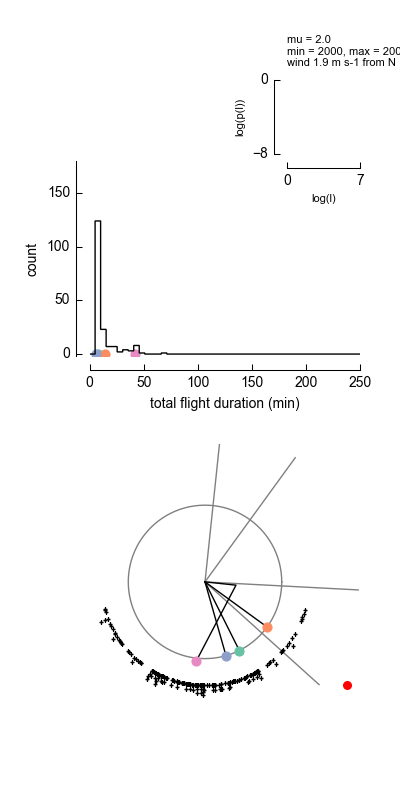 mu = 2.0
min = 2000, max = 200
wind 1.9 m s-1 from N
0
log(p(l))
−8
0 7
log(l)
150
100
50
0
count
0 50 100 150 200 250
total flight duration (min)